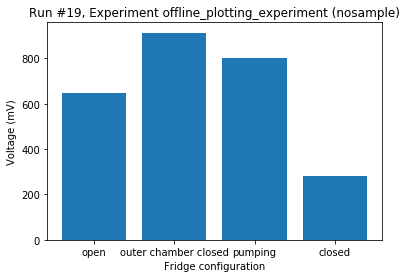 Run #19, Experiment offline_plotting_experiment (nosample)
800
600
400
200
0
Voltage (mV)
open outer chamber closed pumping closed
Fridge configuration